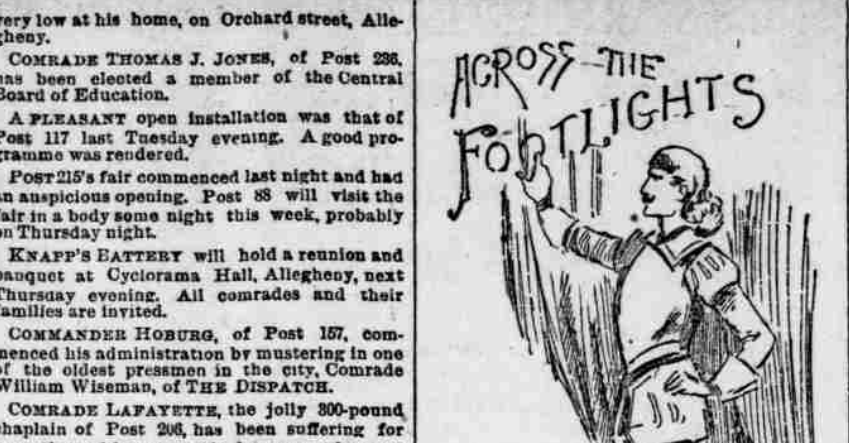 very low at his home, on Orchard street, Alle-
gheny.
COMRADE THOMAS J. JONES, of Post 236,
has been elected a member of the Central
Board of Education.
A PLEASANT open installation was that of
Post 117 last Tuesday evening. A good pro-
gramme was rendered.
POST 215's fair commenced last night and had
an auspicious opening. Post 88 will visit the
fair in a body some night this week, probably
on Thursday night.
KNAPP'S BATTERY will hold a reunion and
banquet at Cyclorama Hall, Allegheny, next
Thursday evening. All comrades and their
families are invited.
COMMANDER HOBURG, of Post 157, com-
menced his administration by mustering in one
of the oldest pressmen in the city, Comrade
William Wiseman, of THE DISPATCH.
COMRADE LAFAYETTE, the jolly 300-pound
chaplain of Post 206, has been suffering for
ACROSS THE
FOOTLIGHTS